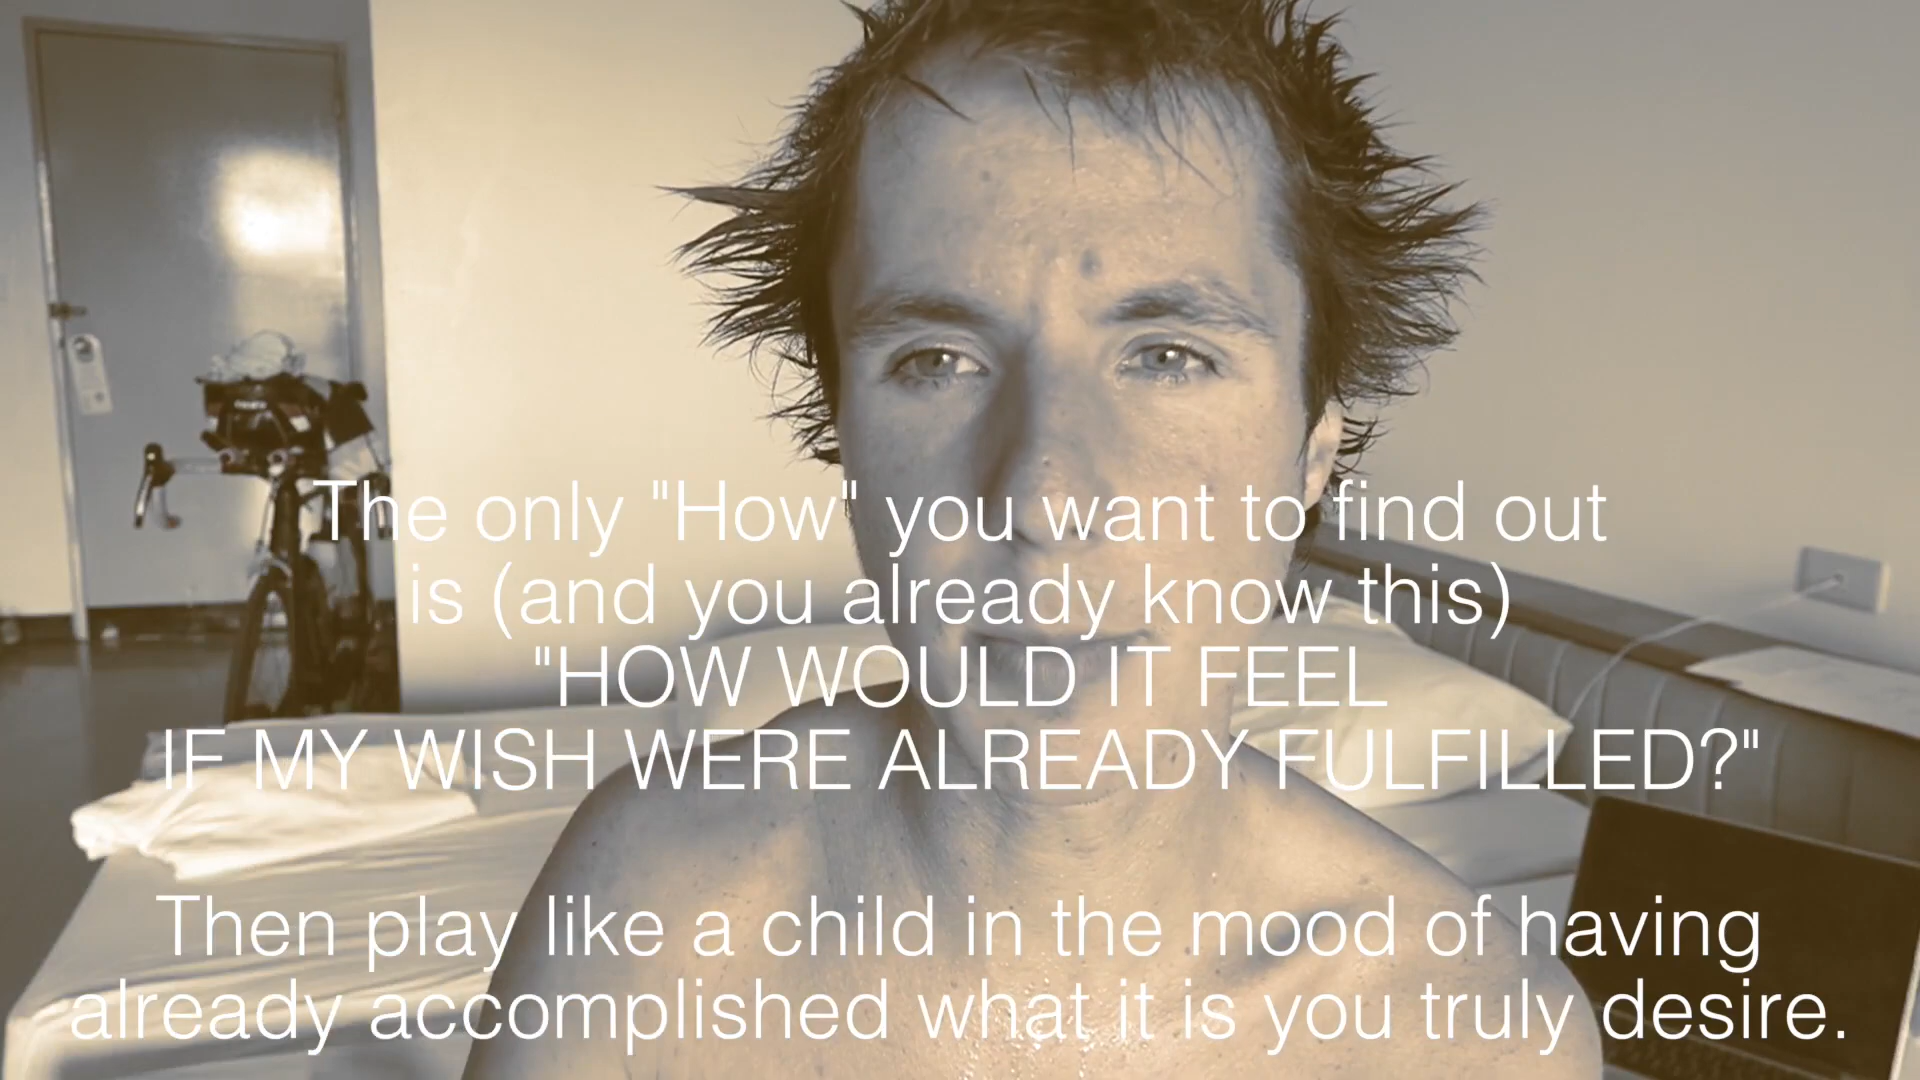 The only "How" you want to find out
is (and you already know this)
"HOW WOULD IT FEEL
IF MY WISH WERE ALREADY FULFILLED?"
Then play like a child in the mood of having
already accomplished what it is you truly desire.